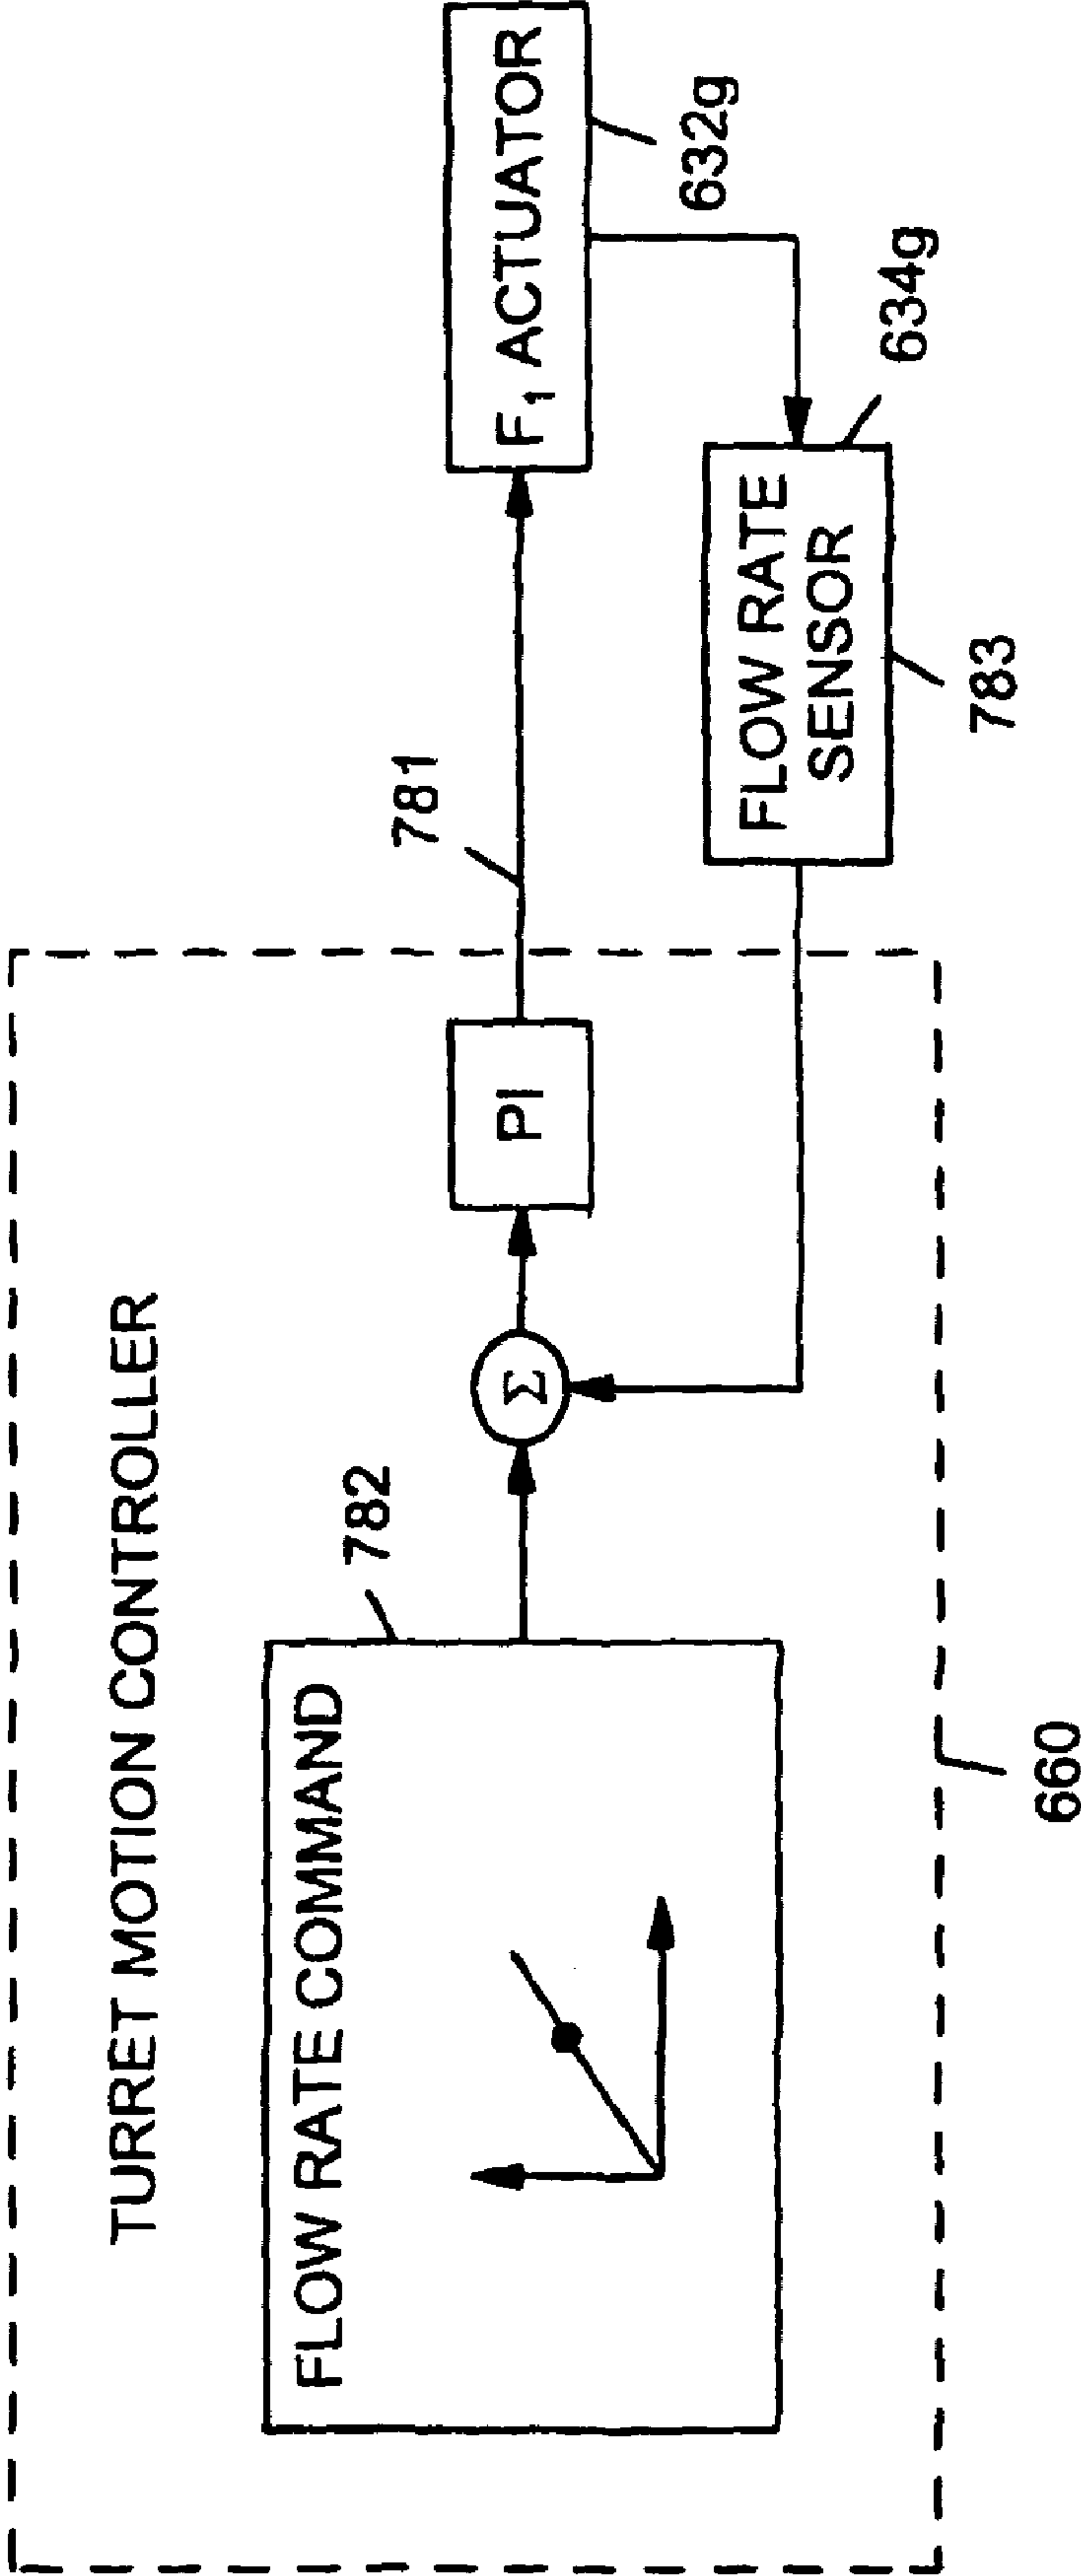 TURRET MOTION CONTROLLER
FLOW RATE COMMAND
782
Σ
PI
781
F1 ACTUATOR
632g
FLOW RATE
SENSOR
634g
783
660